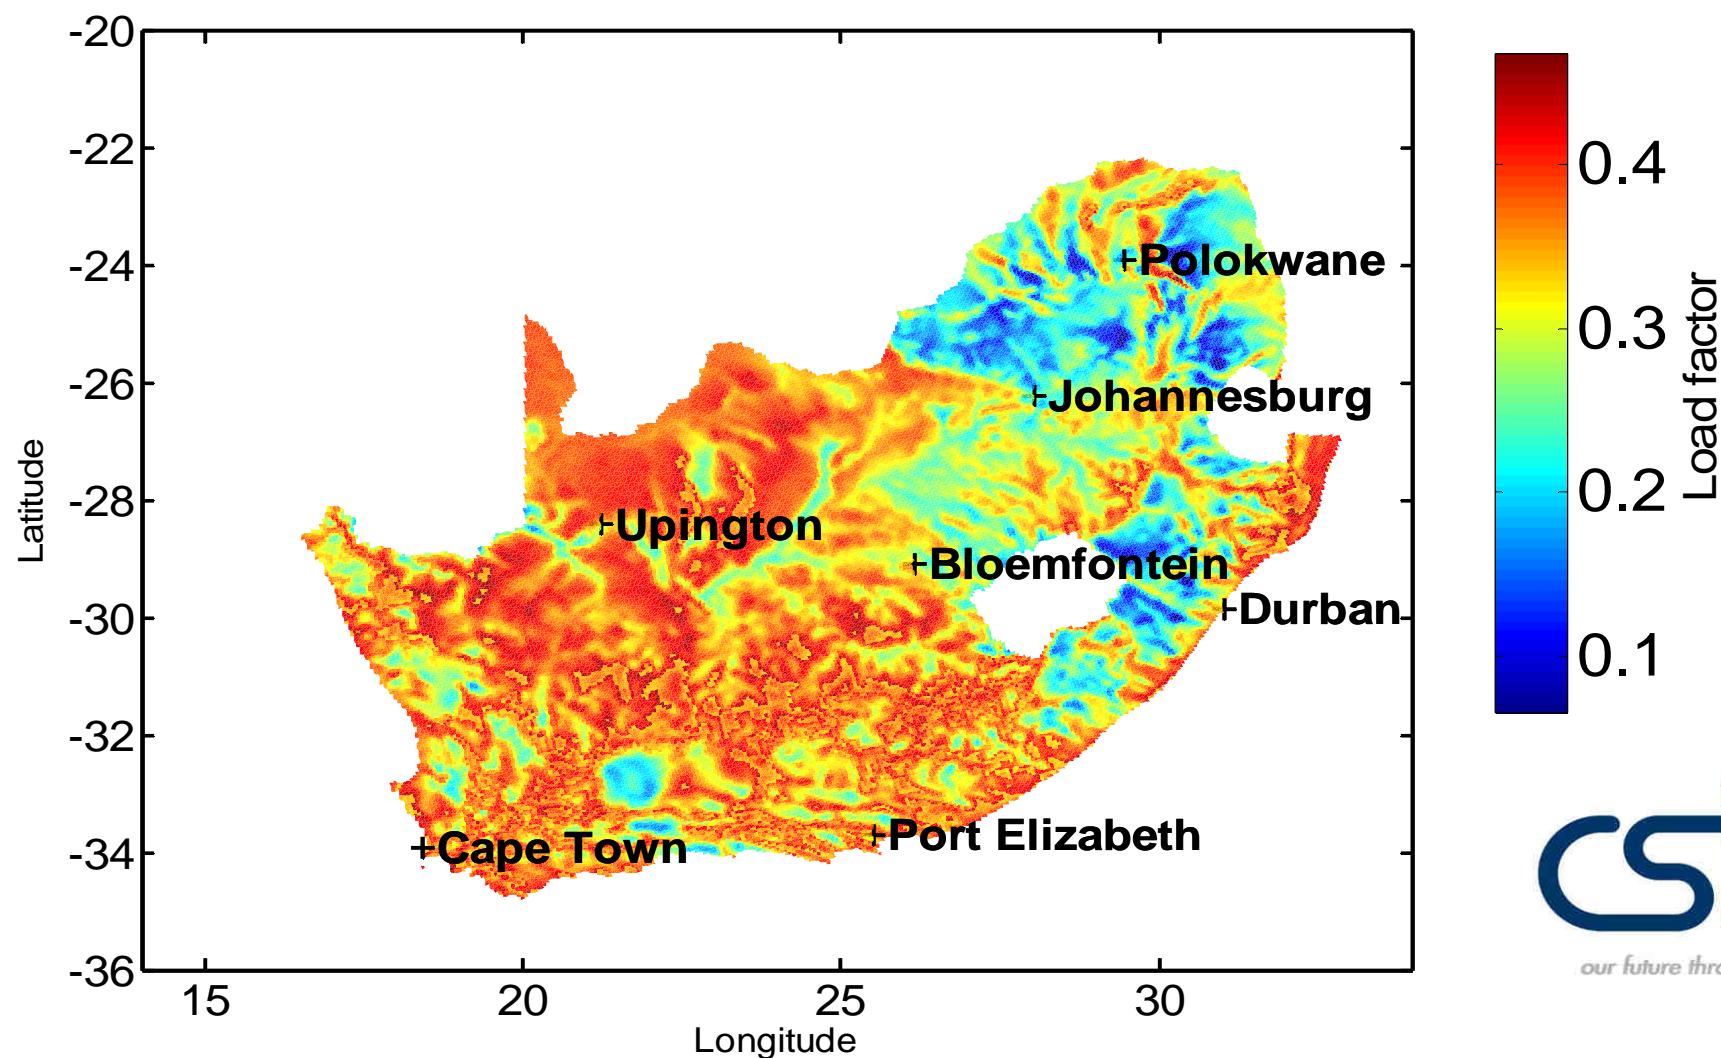 -20
-22
-24
-26
-28
-30
-32
-34
-36
Latitude
15
20
25
30
Longitude
Polokwane
Johannesburg
Upington
Bloemfontein
Durban
Port Elizabeth
Cape Town
0.4
0.3
0.2
0.1
Load factor
CS
our future thro